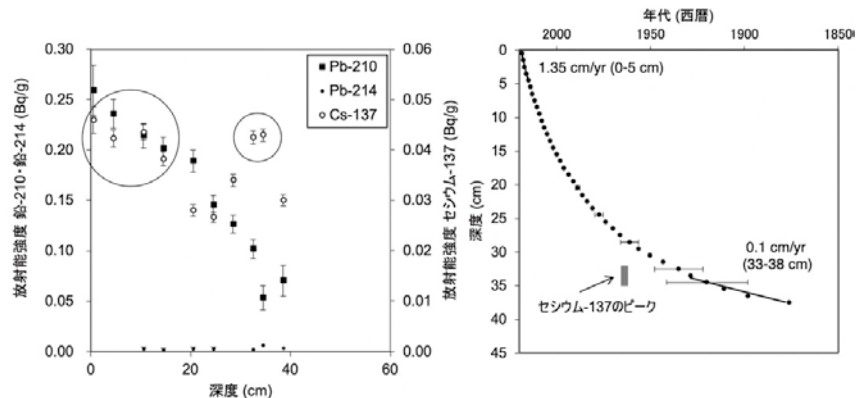 放射能強度 鉛-210・鉛-214 (Bq/g)
0.30
0.25
0.20
0.15
0.10
0.05
0.00
0 20 40 60
深度 (cm)
Pb-210
Pb-214
Cs-137
0.06
0.05
0.04
0.03
0.02
0.01
0.00
放射能強度 セシウム-137 (Bq/g)
年代 (西暦)
2000 1950 1900 1850
深度 (cm)
0
5
10
15
20
25
30
35
40
45
1.35 cm/yr (0-5 cm)
0.1 cm/yr
(33-38 cm)
セシウム-137のピーク